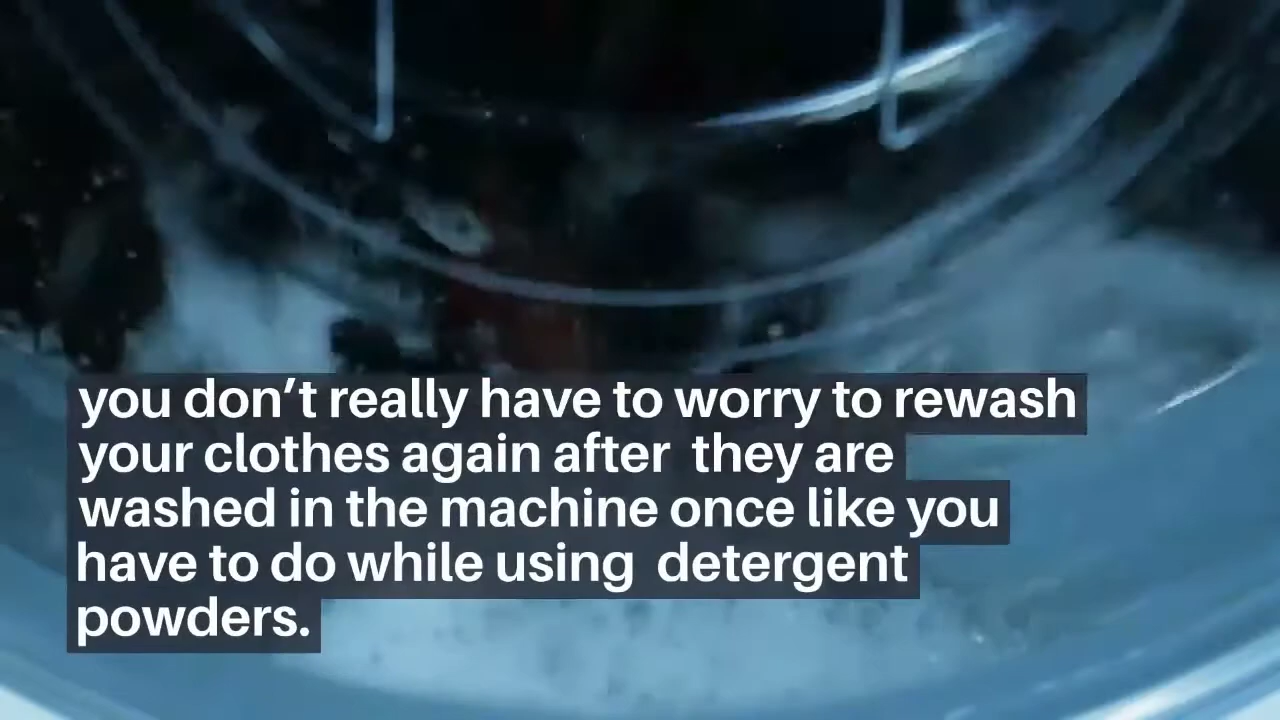 you don’t really have to worry to rewash
your clothes again after  they are
washed in the machine once like you
have to do while using  detergent
powders.